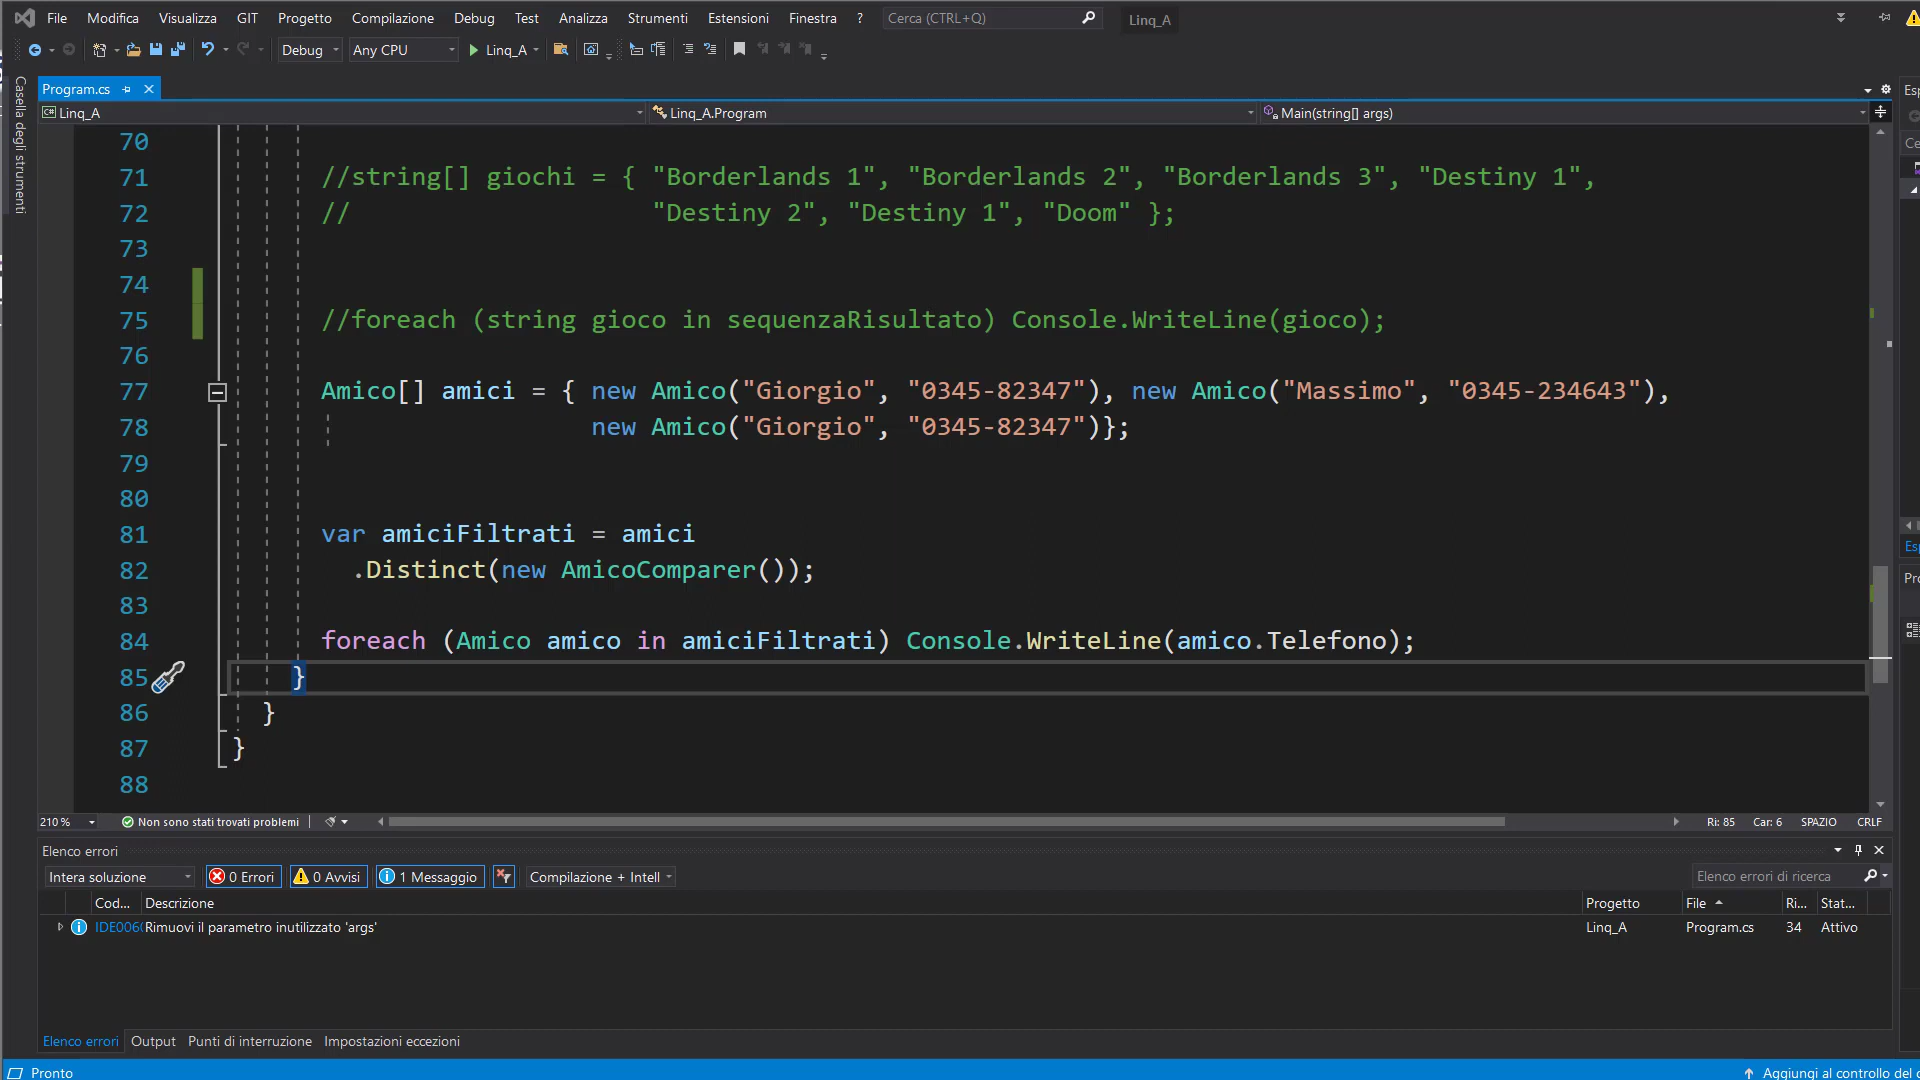 File Modifica Visualizza GIT Progetto Compilazione Debug Test Analizza Strumenti Estensioni Finestra ? Cerca (CTRL+Q) Linq_A
Debug Any CPU Linq_A
Casella degli strumenti
Program.cs
Linq_A Linq_A.Program Main(string[] args)
70
71 //string[] giochi = { "Borderlands 1", "Borderlands 2", "Borderlands 3", "Destiny 1",
72 // "Destiny 2", "Destiny 1", "Doom" };
73
74
75 //foreach (string gioco in sequenzaRisultato) Console.WriteLine(gioco);
76
77 Amico[] amici = { new Amico("Giorgio", "0345-82347"), new Amico("Massimo", "0345-234643"),
78 new Amico("Giorgio", "0345-82347")};
79
80
81 var amiciFiltrati = amici
82 .Distinct(new AmicoComparer());
83
84 foreach (Amico amico in amiciFiltrati) Console.WriteLine(amico.Telefono);
85 }
86 }
87 }
88
210 % Non sono stati trovati problemi Ri: 85 Car: 6 SPAZIO CRLF
Elenco errori
Intera soluzione 0 Errori 0 Avvisi 1 Messaggio Compilazione + Intell Elenco errori di ricerca
Cod... Descrizione Progetto File Ri... Stat...
Rimuovi il parametro inutilizzato 'args' Linq_A Program.cs 34 Attivo
Elenco errori Output Punti di interruzione Impostazioni eccezioni
Pronto Aggiungi al controllo del